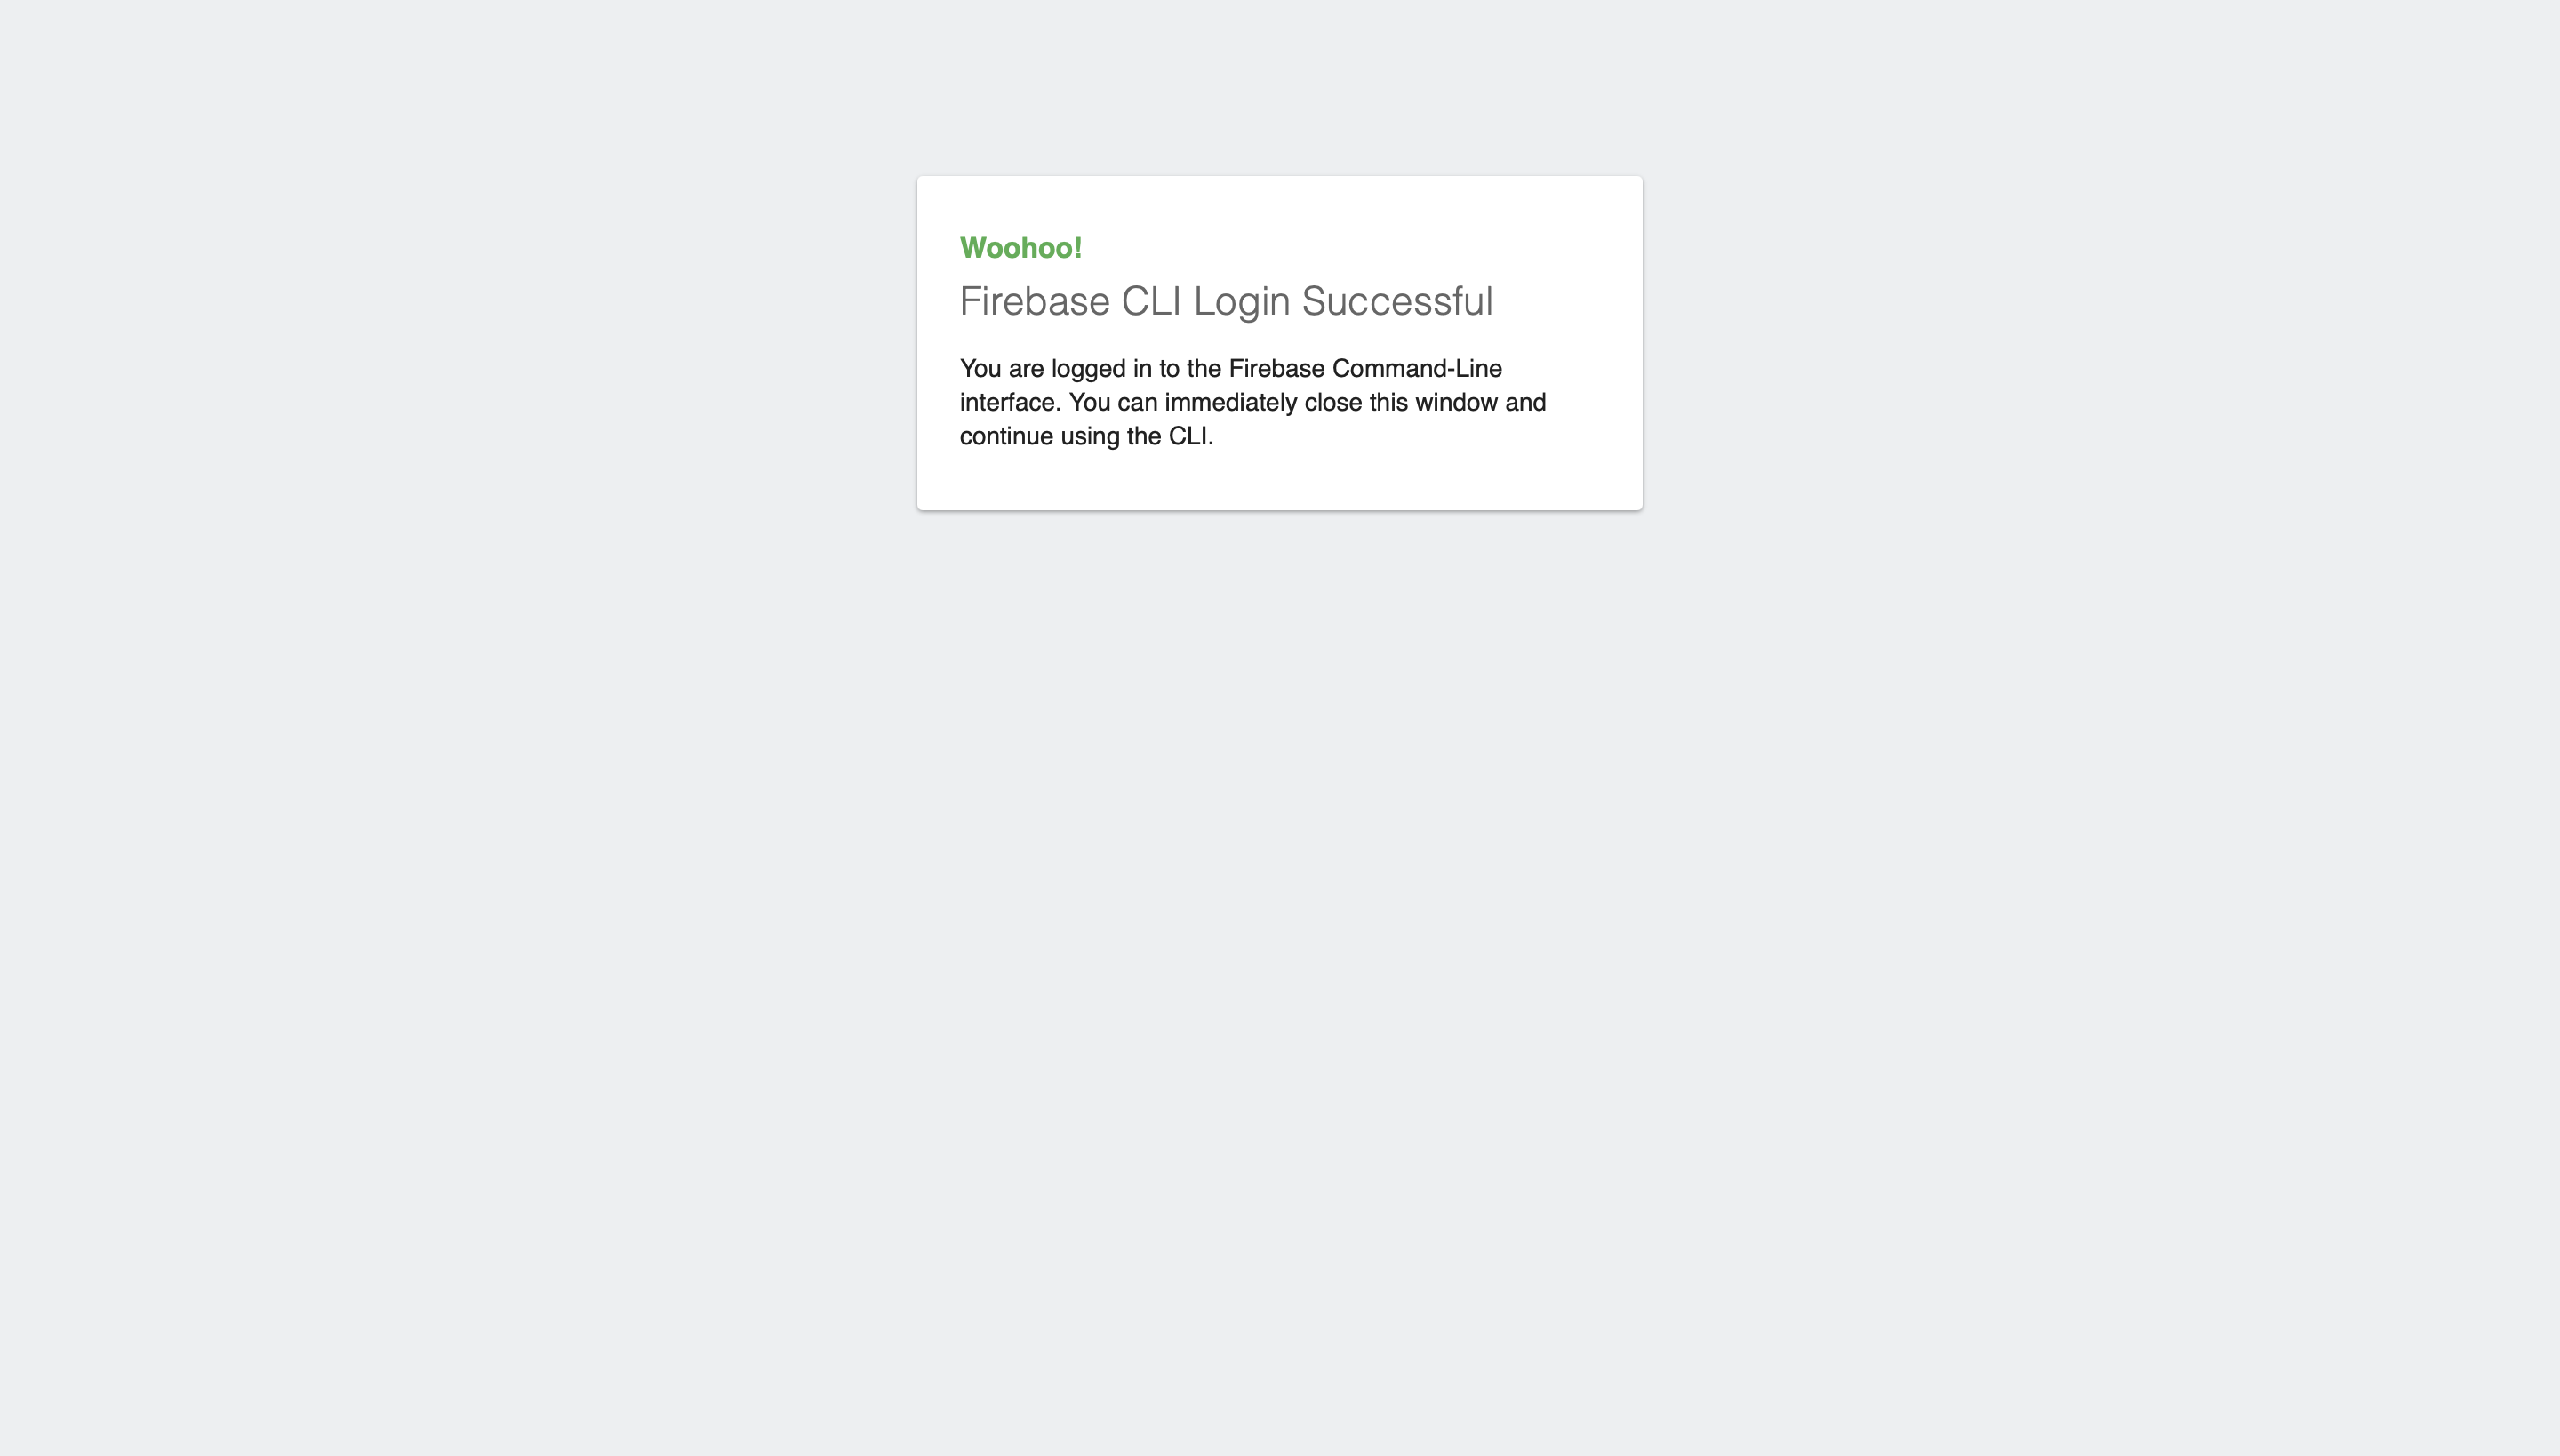 Woohoo!
Firebase CLI Login Successful
You are logged in to the Firebase Command-Line
interface. You can immediately close this window and
continue using the CLI.